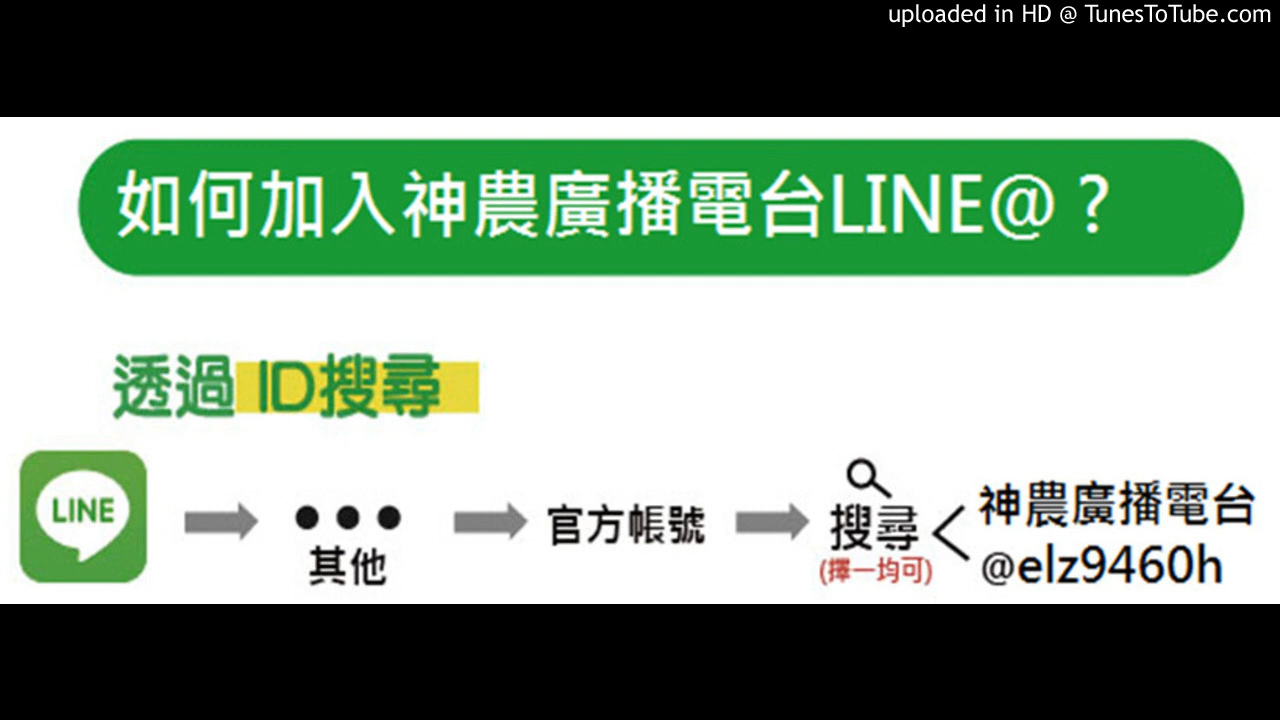 uploaded in HD @ TunesToTube.com
如何加入神農廣播電台LINE@？
透過 ID搜尋
LINE
其他
官方帳號
搜尋
(擇一均可)
神農廣播電台
@elz9460h